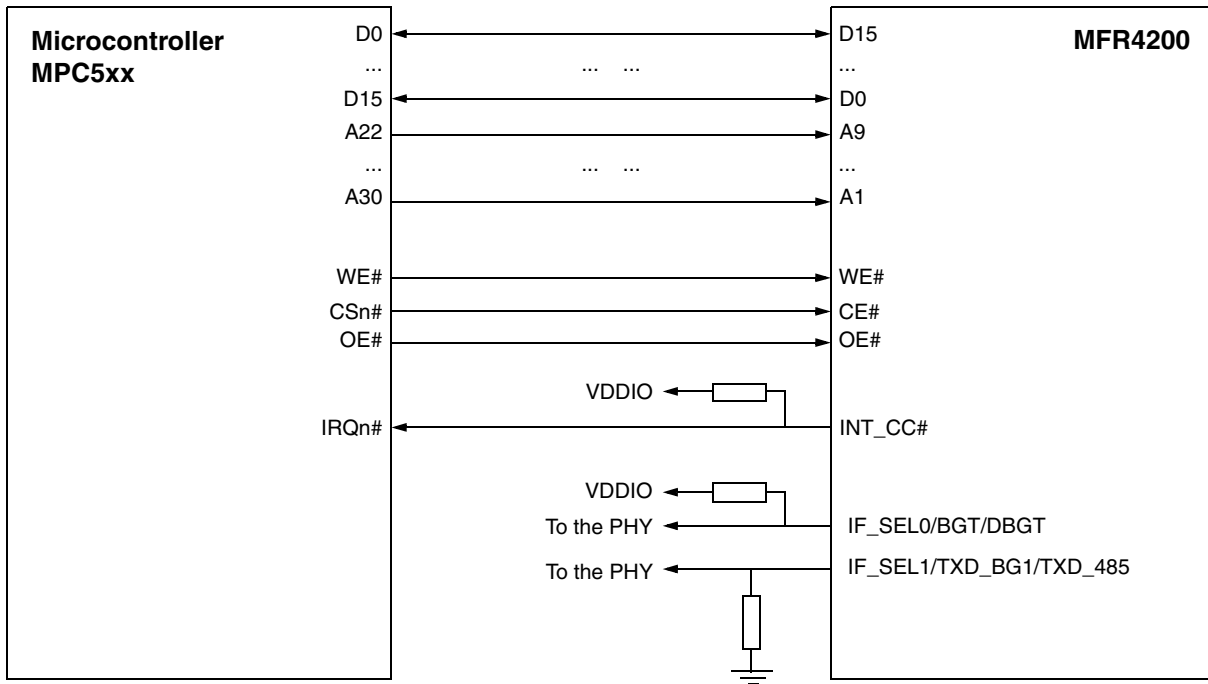 Microcontroller
MPC5xx
MFR4200
D0 D15
... ... ... ...
D15 D0
A22 A9
... ... ... ...
A30 A1
WE# WE#
CSn# CE#
OE# OE#
VDDIO
IRQn# INT_CC#
VDDIO
To the PHY IF_SEL0/BGT/DBGT
To the PHY IF_SEL1/TXD_BG1/TXD_485